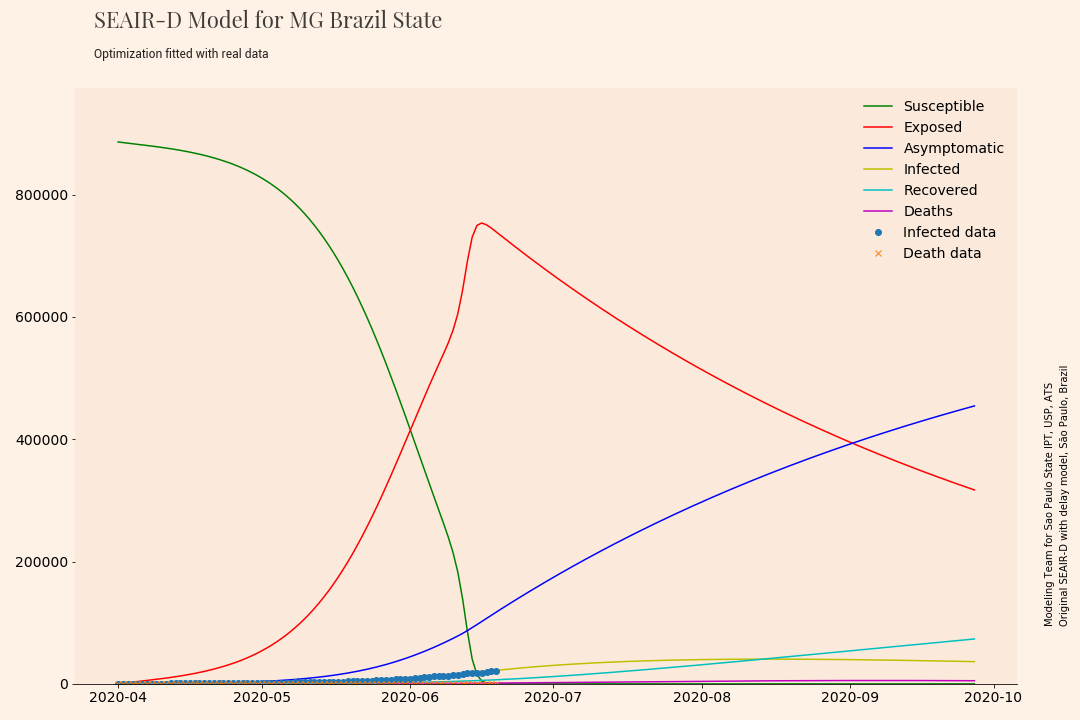 SEAIR-D Model for MG Brazil State
Optimization fitted with real data
Susceptible
Exposed
Asymptomatic
Infected
Recovered
Deaths
Infected data
Death data
800000
600000
400000
200000
0
2020-04
2020-05
2020-06
2020-07
2020-08
2020-09
2020-10
Modeling Team for Sao Paulo State IPT, USP, ATS
Original SEAIR-D with delay model, São Paulo, Brazil